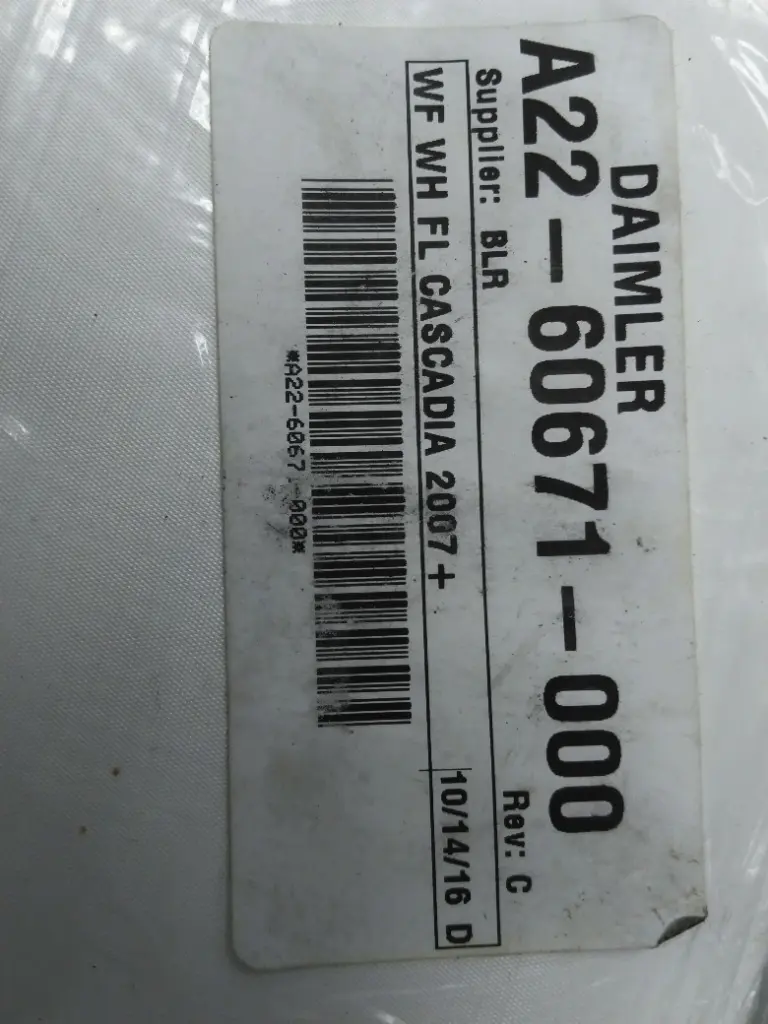 DAIMLER
A22-60671-000
Supplier: BLR Rev: C
WF WH FL CASCADIA 2007+ 10/14/16 D
*A22-6067 -000*